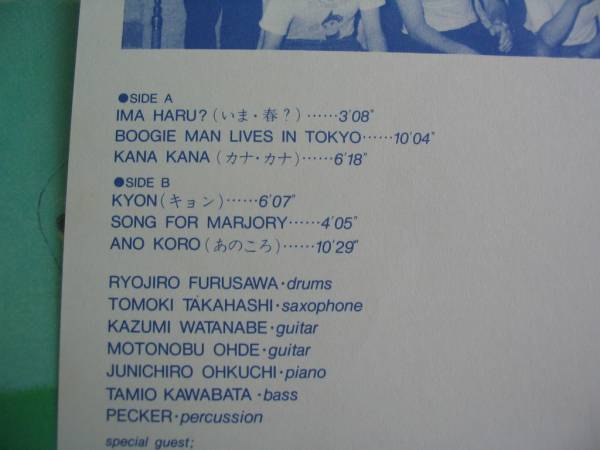 ●SIDE A
IMA HARU?(いま・春?)……3'08"
BOOGIE MAN LIVES IN TOKYO……10'04"
KANA KANA (カナ・カナ)……6'18"
●SIDE B
KYON(キョン)……6'07"
SONG FOR MARJORY……4'05"
ANO KORO(あのころ)……10'29"
RYOJIRO FURUSAWA・drums
TOMOKI TAKAHASHI・saxophone
KAZUMI WATANABE・guitar
MOTONOBU OHDE・guitar
JUNICHIRO OHKUCHI・piano
TAMIO KAWABATA・bass
PECKER・percussion
special guest;